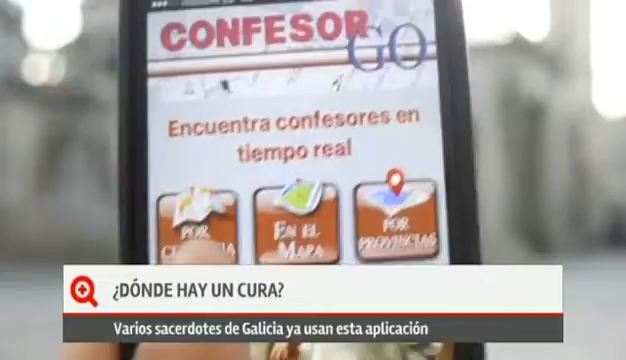 CONFESOR
GO
Encuentra confesores en
tiempo real
POR
EN EL
MAPA
POR
PROVINCIAS
¿DÓNDE HAY UN CURA?
Varios sacerdotes de Galicia ya usan esta aplicación